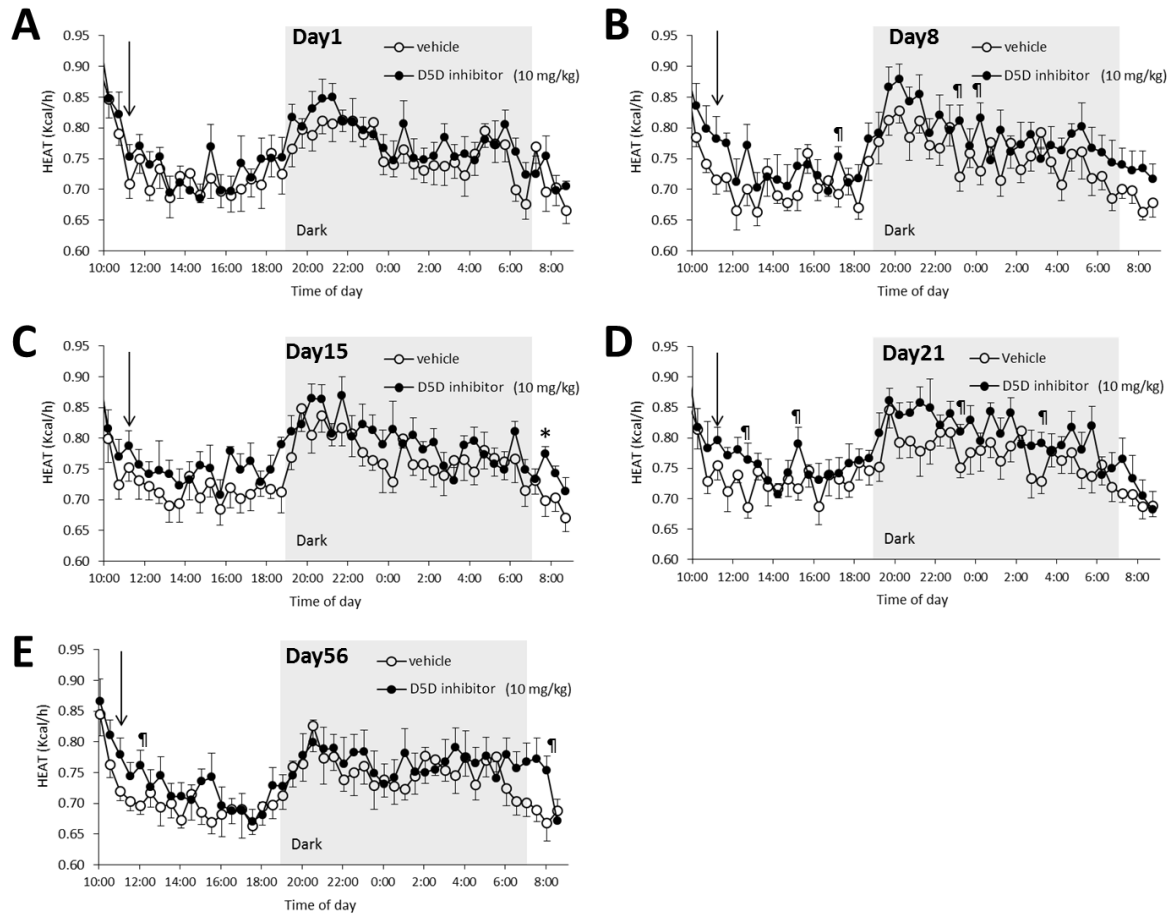 A
Day1
vehicle
D5D inhibitor (10 mg/kg)
HEAT (Kcal/h)
0.95
0.90
0.85
0.80
0.75
0.70
0.65
0.60
Dark
10:00 12:00 14:00 16:00 18:00 20:00 22:00 0:00 2:00 4:00 6:00 8:00
Time of day
B
Day8
vehicle
D5D inhibitor (10 mg/kg)
HEAT (Kcal/h)
0.95
0.90
0.85
0.80
0.75
0.70
0.65
0.60
¶ ¶
¶
Dark
10:00 12:00 14:00 16:00 18:00 20:00 22:00 0:00 2:00 4:00 6:00 8:00
Time of day
C
Day15
vehicle
D5D inhibitor (10 mg/kg)
HEAT (Kcal/h)
0.95
0.90
0.85
0.80
0.75
0.70
0.65
0.60
*
Dark
10:00 12:00 14:00 16:00 18:00 20:00 22:00 0:00 2:00 4:00 6:00 8:00
Time of day
D
Day21
Vehicle
D5D inhibitor (10 mg/kg)
HEAT (Kcal/h)
0.95
0.90
0.85
0.80
0.75
0.70
0.65
0.60
¶ ¶ ¶ ¶
Dark
10:00 12:00 14:00 16:00 18:00 20:00 22:00 0:00 2:00 4:00 6:00 8:00
Time of day
E
Day56
vehicle
D5D inhibitor (10 mg/kg)
HEAT (Kcal/h)
0.95
0.90
0.85
0.80
0.75
0.70
0.65
0.60
¶ ¶
Dark
10:00 12:00 14:00 16:00 18:00 20:00 22:00 0:00 2:00 4:00 6:00 8:00
Time of day